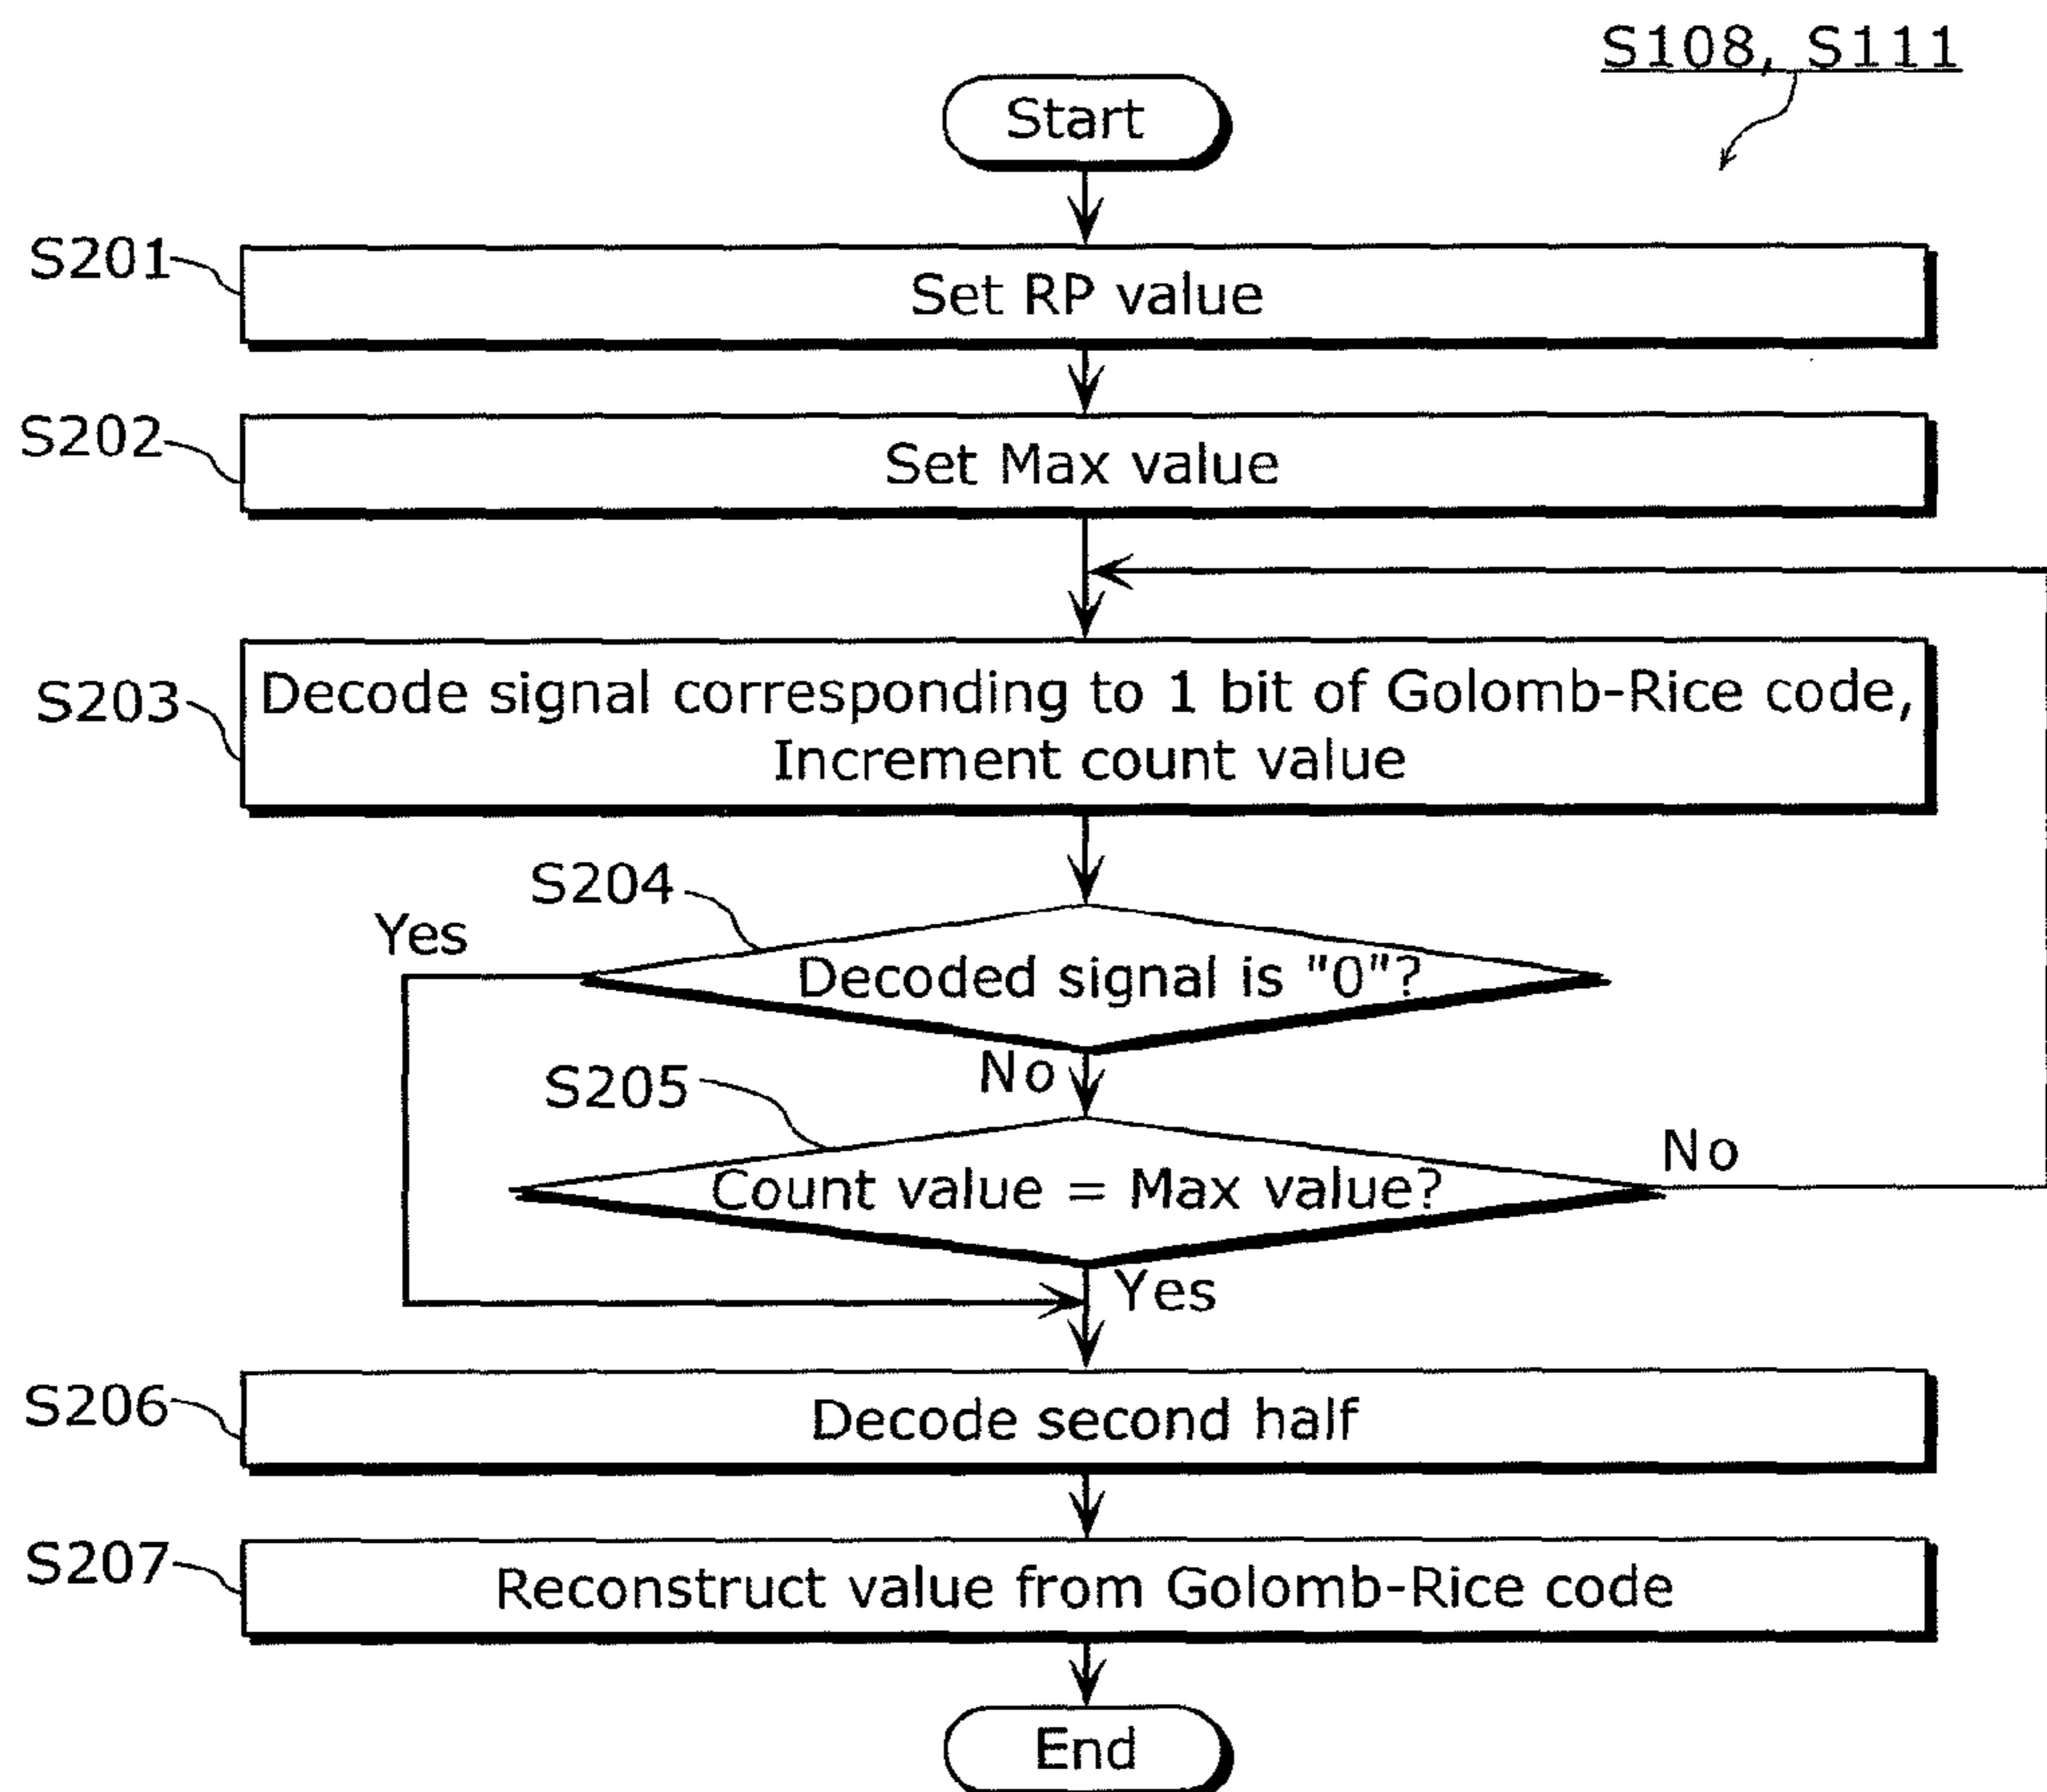 S108, S111
Start
S201
Set RP value
S202
Set Max value
S203
Decode signal corresponding to 1 bit of Golomb-Rice code,
Increment count value
S204
Yes
Decoded signal is "0"?
No
S205
Count value = Max value?
No
Yes
S206
Decode second half
S207
Reconstruct value from Golomb-Rice code
End